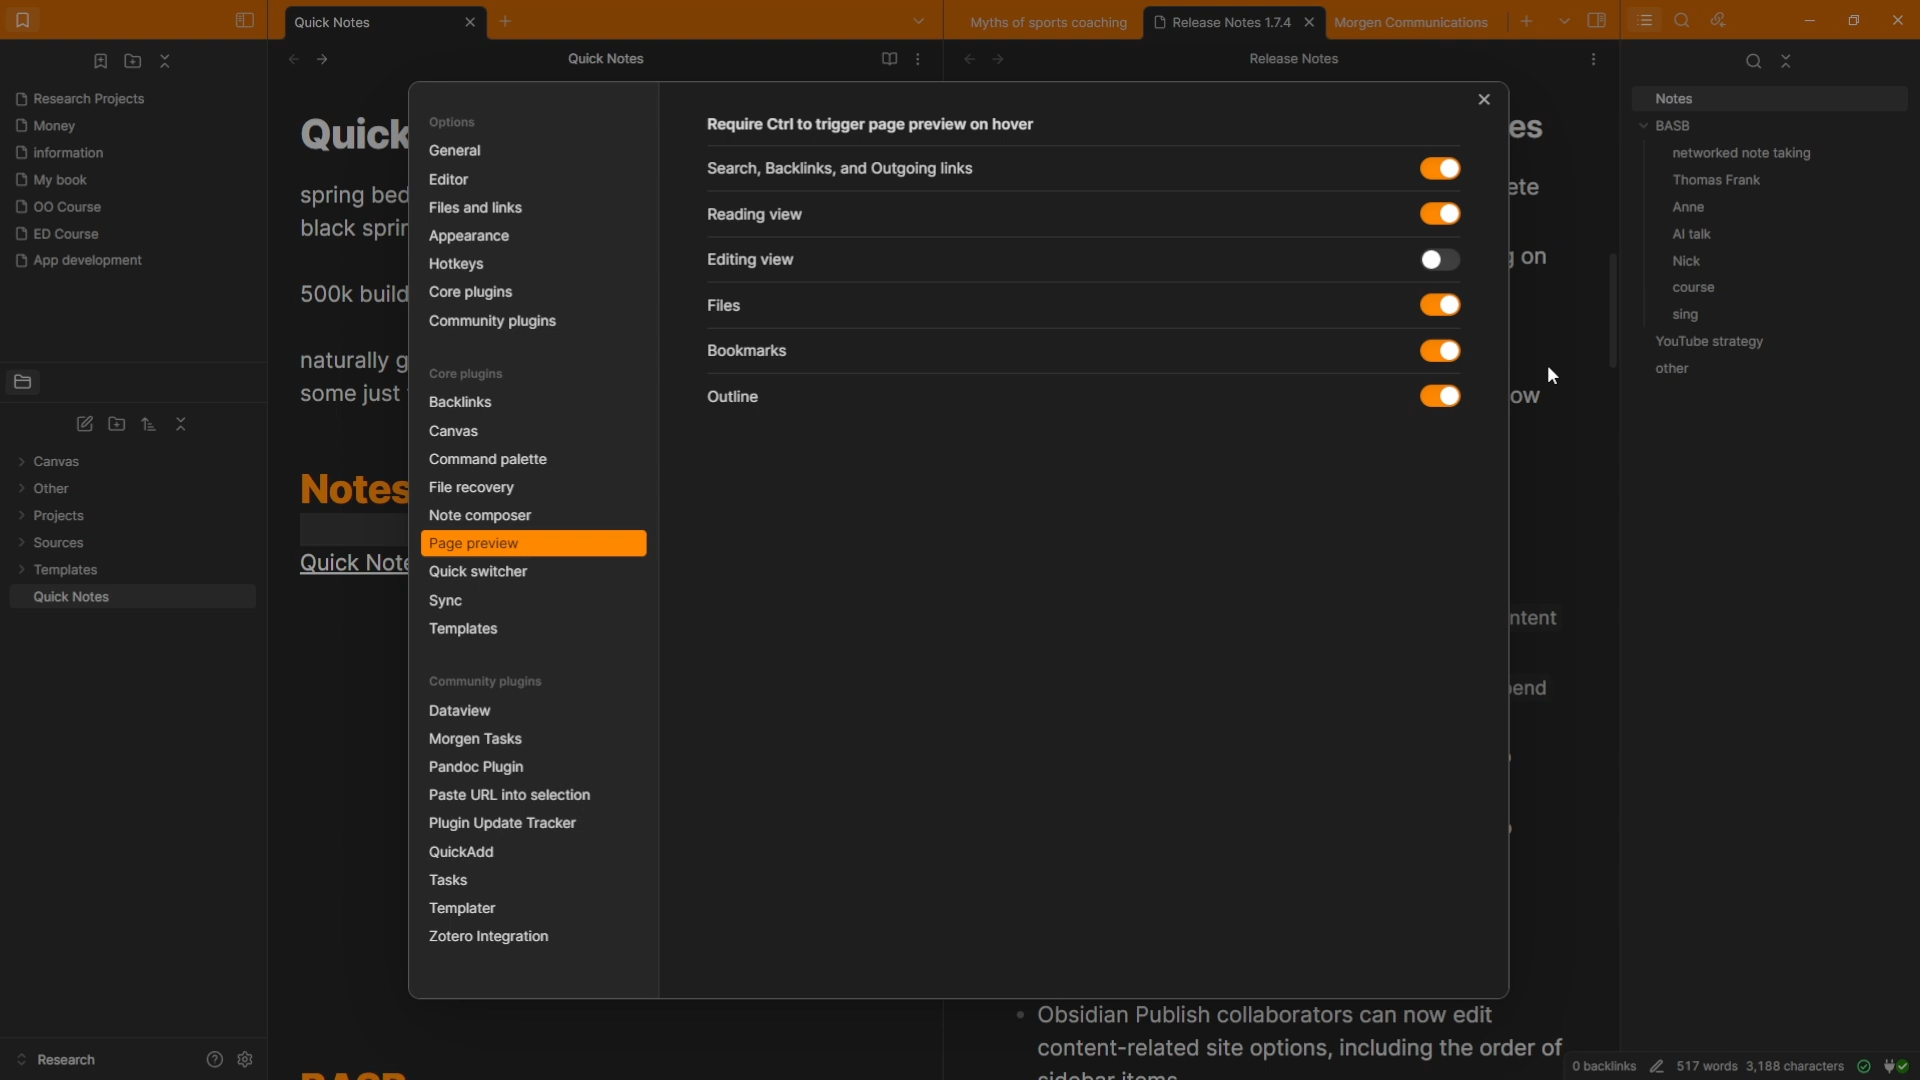 Quick Notes
Myths of sports coaching
Release Notes 1.7.4
Morgen Communications
Quick Notes
Release Notes
Research Projects
Money
information
My book
OO Course
ED Course
App development
Canvas
Other
Projects
Sources
Templates
Quick Notes
Research
Quick
spring bed
black sprin
500k build
naturally g
some just
Notes
Quick Note
Options
General
Editor
Files and links
Appearance
Hotkeys
Core plugins
Community plugins
Core plugins
Backlinks
Canvas
Command palette
File recovery
Note composer
Page preview
Quick switcher
Sync
Templates
Community plugins
Dataview
Morgen Tasks
Pandoc Plugin
Paste URL into selection
Plugin Update Tracker
QuickAdd
Tasks
Templater
Zotero Integration
Require Ctrl to trigger page preview on hover
Search, Backlinks, and Outgoing links
Reading view
Editing view
Files
Bookmarks
Outline
es
ete
g on
ow
ntent
pend
• Obsidian Publish collaborators can now edit
content-related site options, including the order of
sidebar items.
Notes
BASB
networked note taking
Thomas Frank
Anne
AI talk
Nick
course
sing
YouTube strategy
other
0 backlinks 517 words 3,188 characters